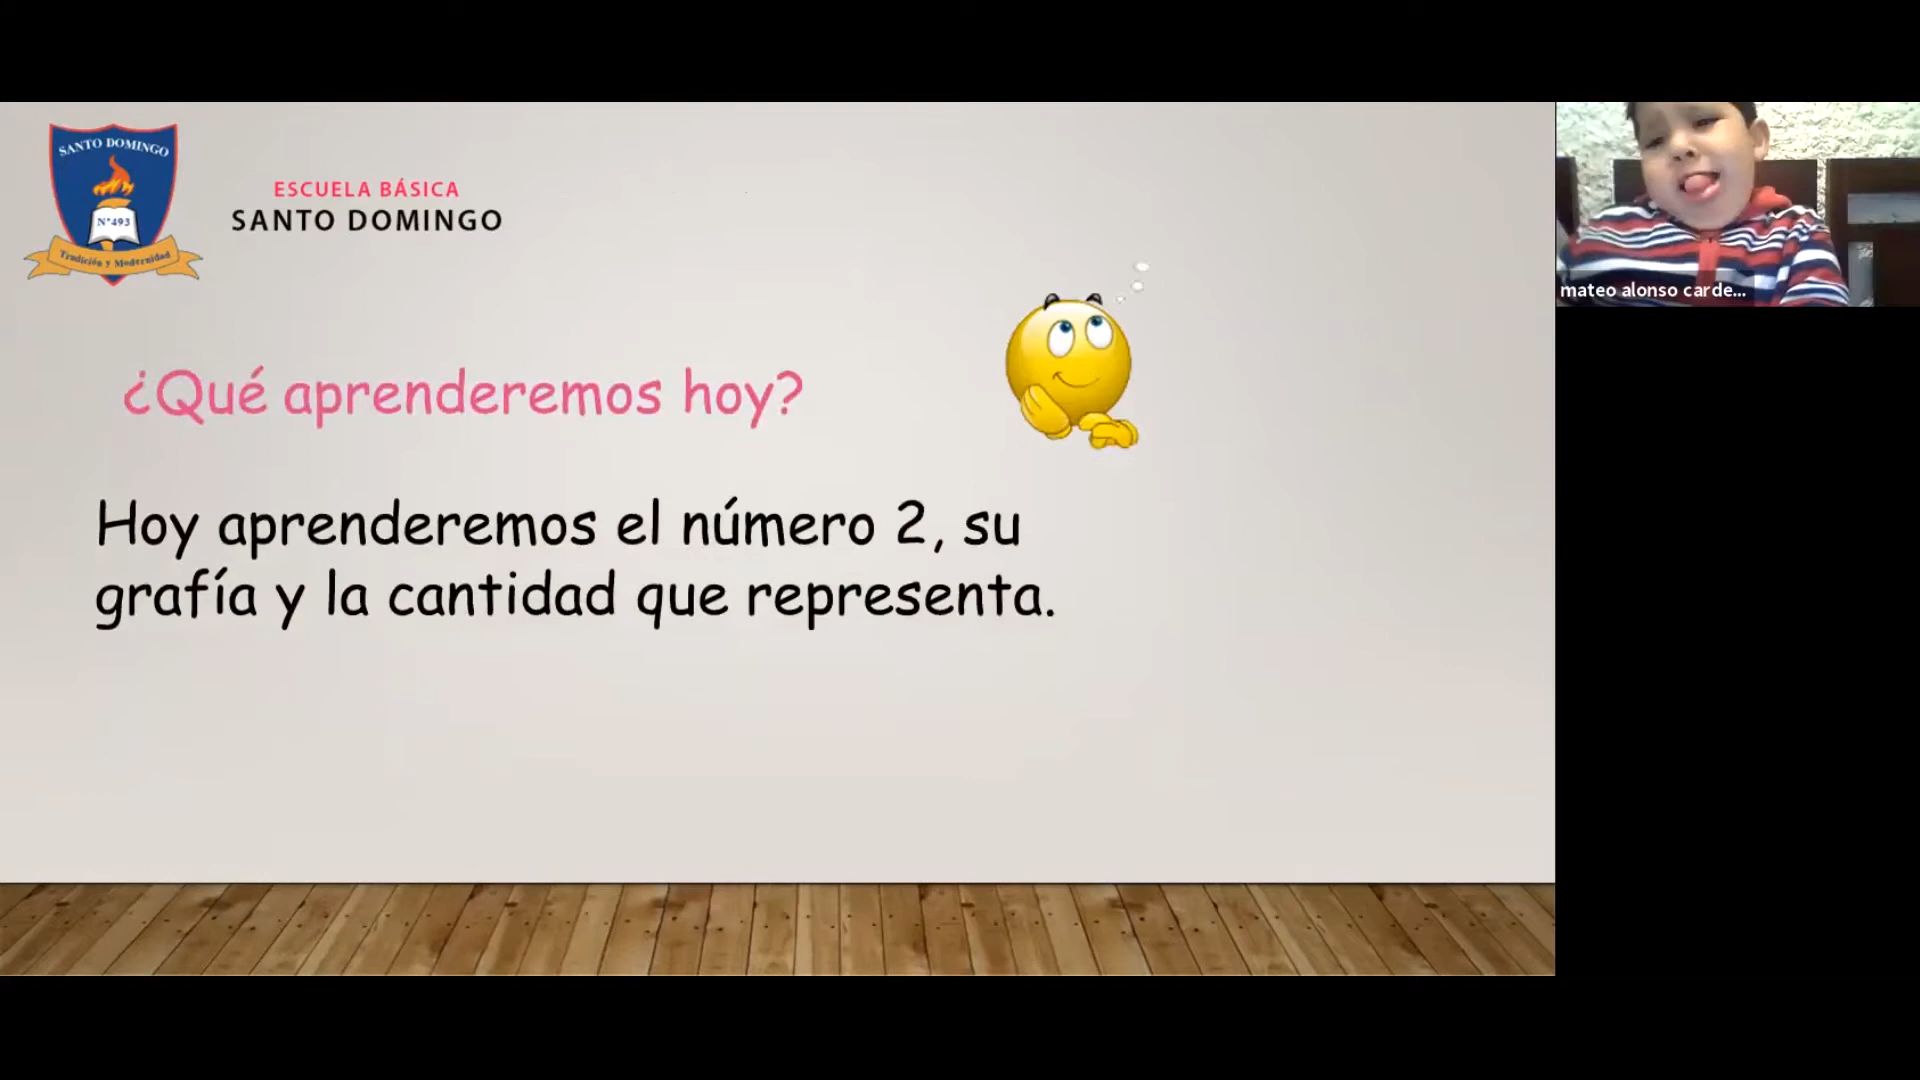 SANTO DOMINGO
N°493
Tradición y Modernidad
ESCUELA BÁSICA
SANTO DOMINGO
mateo alonso carde...
¿Qué aprenderemos hoy?
Hoy aprenderemos el número 2, su
grafía y la cantidad que representa.